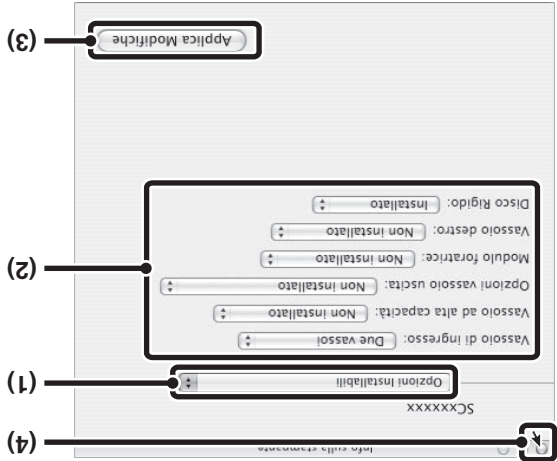 (4)
Info sulla stampante
SCxxxxxx
(1)
Opzioni Installabili
Vassoio di ingresso: Due vassoi
Vassoio ad alta capacità: Non installato
Opzioni vassoio uscita: Non installato
(2)
Modulo foratrice: Non installato
Vassoio destro: Non installato
Disco Rigido: Installato
(3)
Applica Modifiche